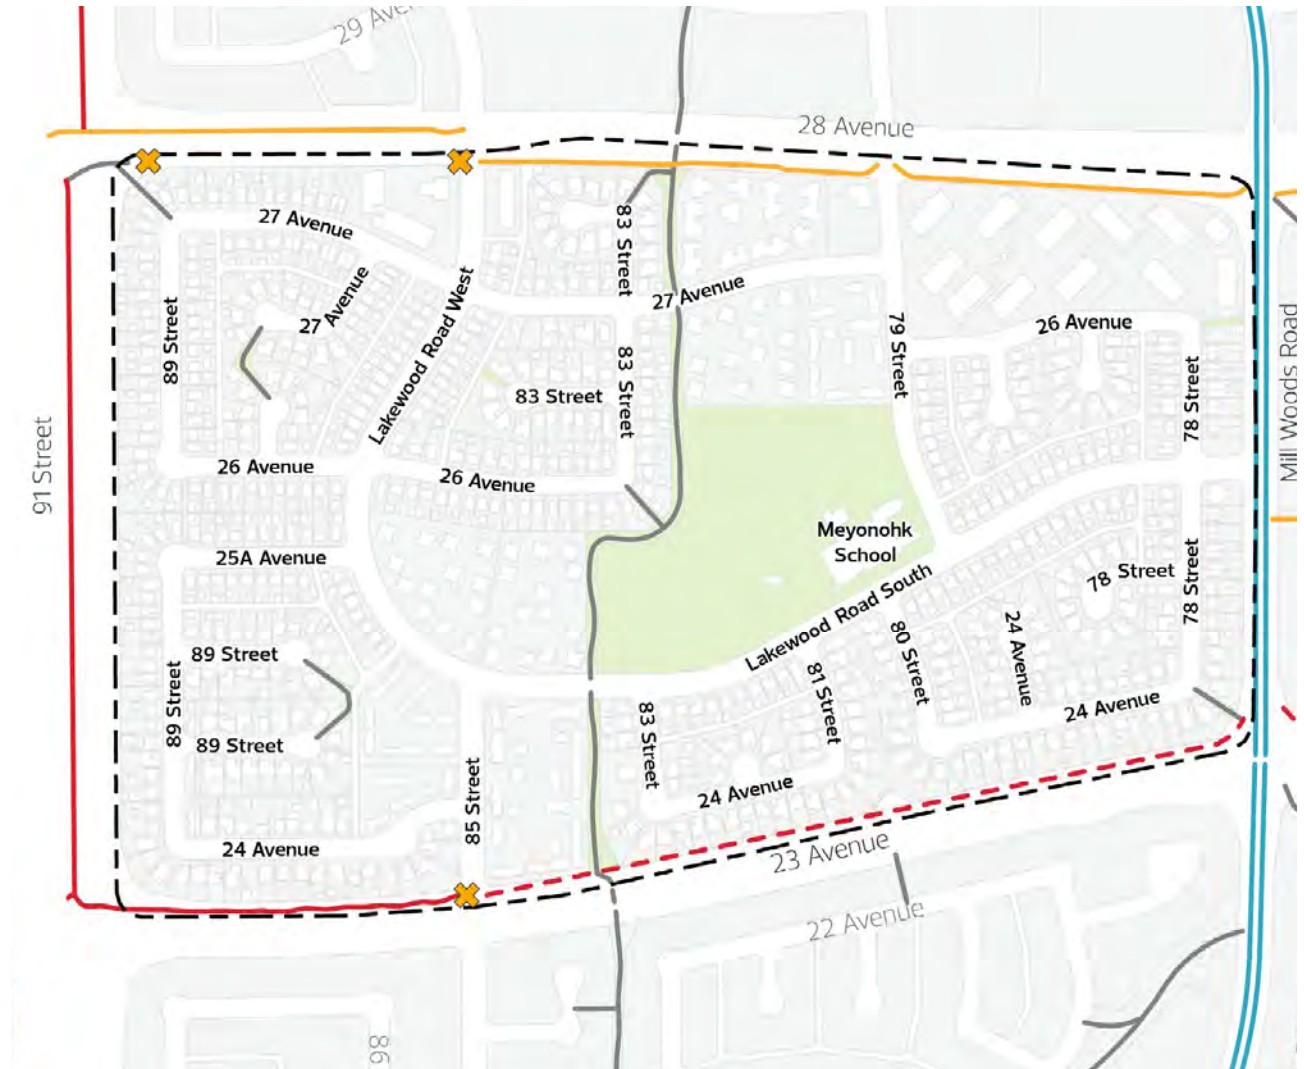 29 Aven
28 Avenue
27 Avenue
83 Street
27 Avenue
27 Avenue
89 Street
Lakewood Road West
79 Street
26 Avenue
Mill Woods Road
83 Street
83 Street
78 Street
91 Street
26 Avenue
26 Avenue
Meyonohk
School
25A Avenue
78 Street
78 Street
Lakewood Road South
80 Street
24 Avenue
89 Street
89 Street
81 Street
83 Street
24 Avenue
89 Street
85 Street
24 Avenue
24 Avenue
23 Avenue
22 Avenue
86